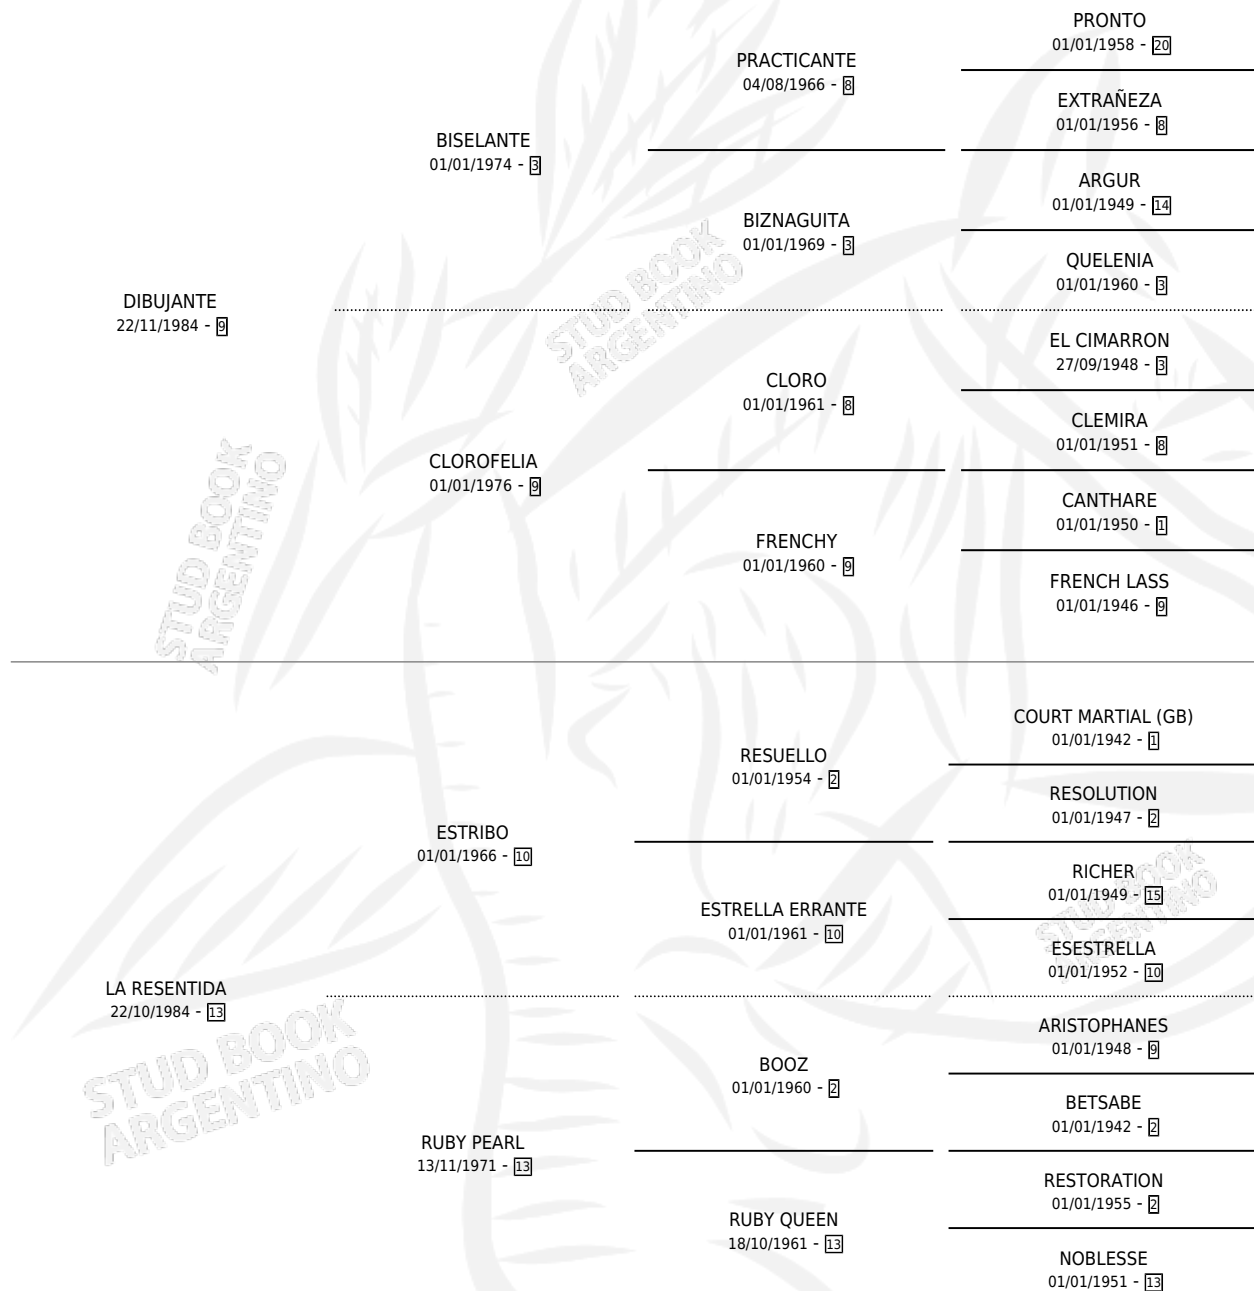 PRONTO
01/01/1958 - 20
PRACTICANTE
04/08/1966 - 8
EXTRAÑEZA
01/01/1956 - 8
BISELANTE
01/01/1974 - 3
ARGUR
01/01/1949 - 14
BIZNAGUITA
01/01/1969 - 3
QUELENIA
01/01/1960 - 3
DIBUJANTE
22/11/1984 - 9
EL CIMARRON
27/09/1948 - 3
CLORO
01/01/1961 - 8
CLEMIRA
01/01/1951 - 8
CLOROFELIA
01/01/1976 - 9
CANTHARE
01/01/1950 - 1
FRENCHY
01/01/1960 - 9
FRENCH LASS
01/01/1946 - 9
STUD BOOK
ARGENTINO
STUD BOOK
ARGENTINO
COURT MARTIAL (GB)
01/01/1942 - 1
RESUELLO
01/01/1954 - 2
RESOLUTION
01/01/1947 - 2
ESTRIBO
01/01/1966 - 10
RICHER
01/01/1949 - 15
ESTRELLA ERRANTE
01/01/1961 - 10
ESESTRELLA
01/01/1952 - 10
LA RESENTIDA
22/10/1984 - 13
ARISTOPHANES
01/01/1948 - 9
BOOZ
01/01/1960 - 2
BETSABE
01/01/1942 - 2
RUBY PEARL
13/11/1971 - 13
RESTORATION
01/01/1955 - 2
RUBY QUEEN
18/10/1961 - 13
NOBLESSE
01/01/1951 - 13
STUD BOOK
ARGENTINO
STUD BOOK
ARGENTINO